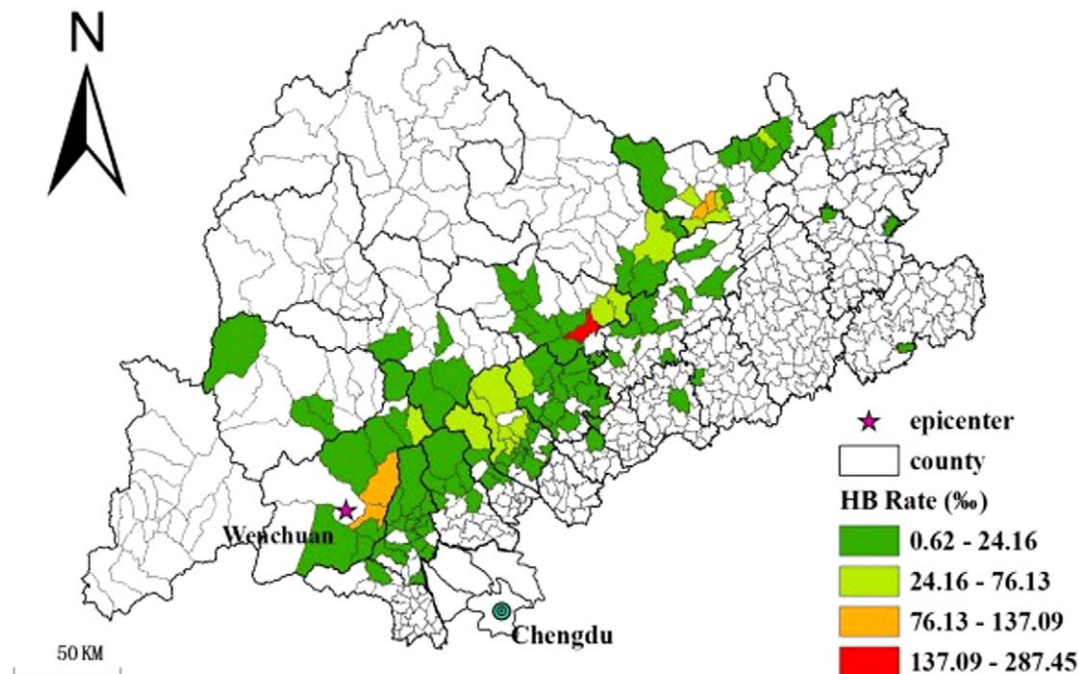 N
Wenchuan
Chengdu
50 KM
epicenter
county
HB Rate (‰)
0.62 - 24.16
24.16 - 76.13
76.13 - 137.09
137.09 - 287.45